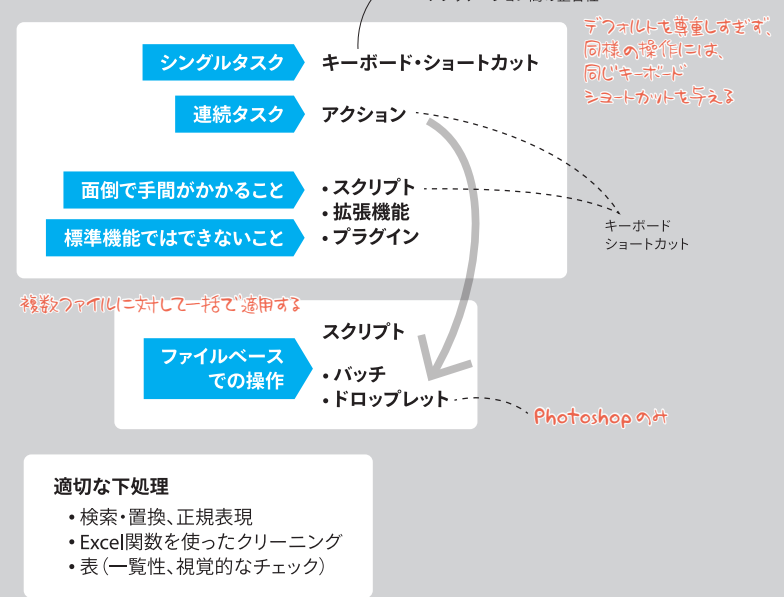 デフォルトを尊重しすぎず、
同様の操作には、
同じキーボード
ショートカットを与える
シングルタスク
キーボード・ショートカット
連続タスク
アクション
面倒で手間がかかること
・スクリプト
・拡張機能
標準機能ではできないこと
・プラグイン
キーボード
ショートカット
複数ファイルに対して一括で適用する
スクリプト
ファイルベース
での操作
・バッチ
・ドロップレット
Photoshopのみ
適切な下処理
・検索・置換、正規表現
・Excel関数を使ったクリーニング
・表（一覧性、視覚的なチェック）